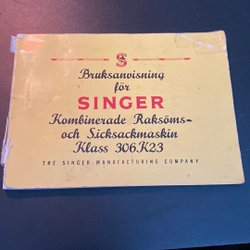 S
Bruksanvisning
för
SINGER
Kombinerade Raksöms-
och Sicksackmaskin
Klass 306K23
THE SINGER MANUFACTURING COMPANY